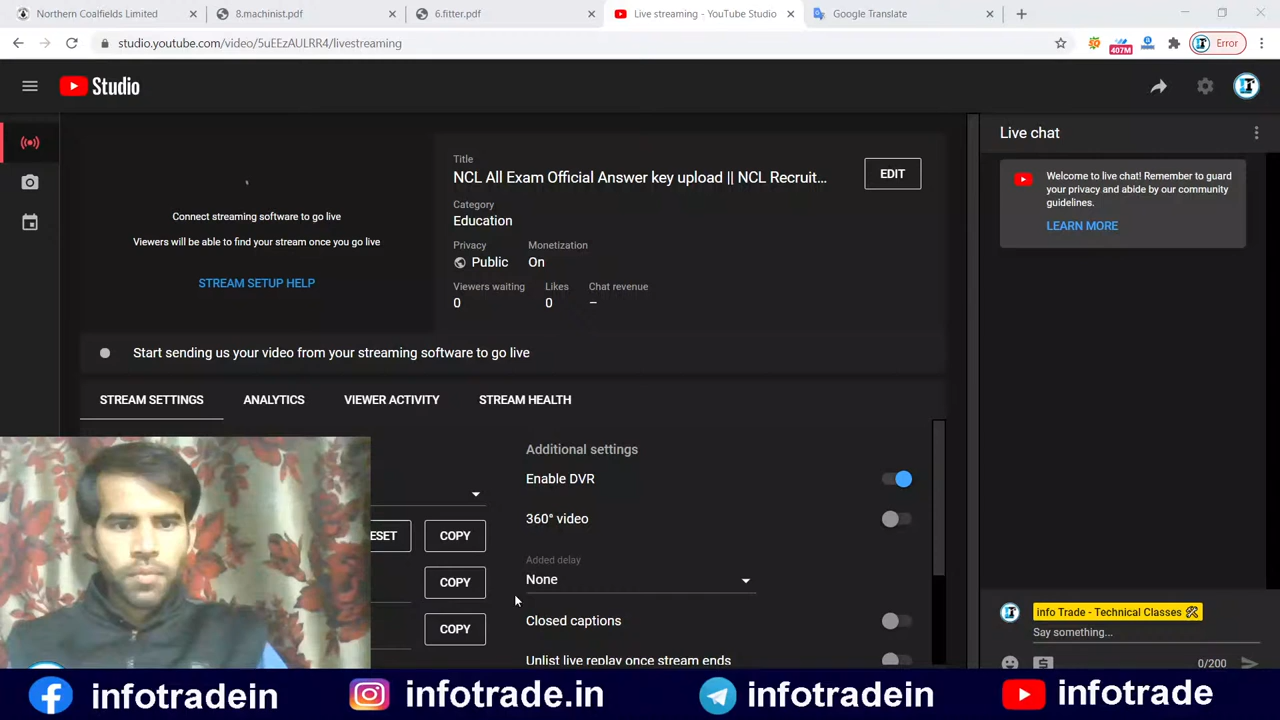 Northern Coalfields Limited
8.machinist.pdf
6.fitter.pdf
Live streaming - YouTube Studio
Google Translate
studio.youtube.com/video/5uEEzAULRR4/livestreaming
407M
Error
Studio
Connect streaming software to go live
Viewers will be able to find your stream once you go live
STREAM SETUP HELP
Title
NCL All Exam Official Answer key upload || NCL Recruit...
EDIT
Category
Education
Privacy
Monetization
Public
On
Viewers waiting
Likes
Chat revenue
0
0
–
Start sending us your video from your streaming software to go live
STREAM SETTINGS
ANALYTICS
VIEWER ACTIVITY
STREAM HEALTH
ESET
COPY
COPY
COPY
Additional settings
Enable DVR
360° video
Added delay
None
Closed captions
Unlist live replay once stream ends
Live chat
Welcome to live chat! Remember to guard
your privacy and abide by our community
guidelines.
LEARN MORE
info Trade - Technical Classes
Say something...
0/200
infotradein
infotrade.in
infotradein
infotrade